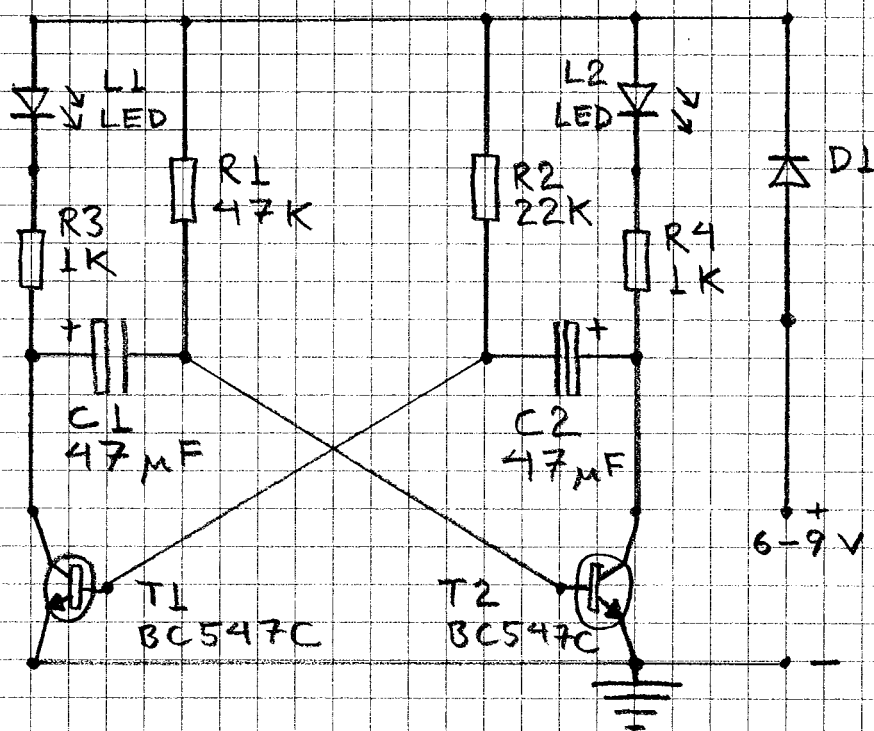 L1
LED
R1
47K
R3
1K
+
C1
47µF
L2
LED
R2
22K
R4
1K
+
C2
47µF
D1
+
6-9V
T1
BC547C
T2
BC547C
-